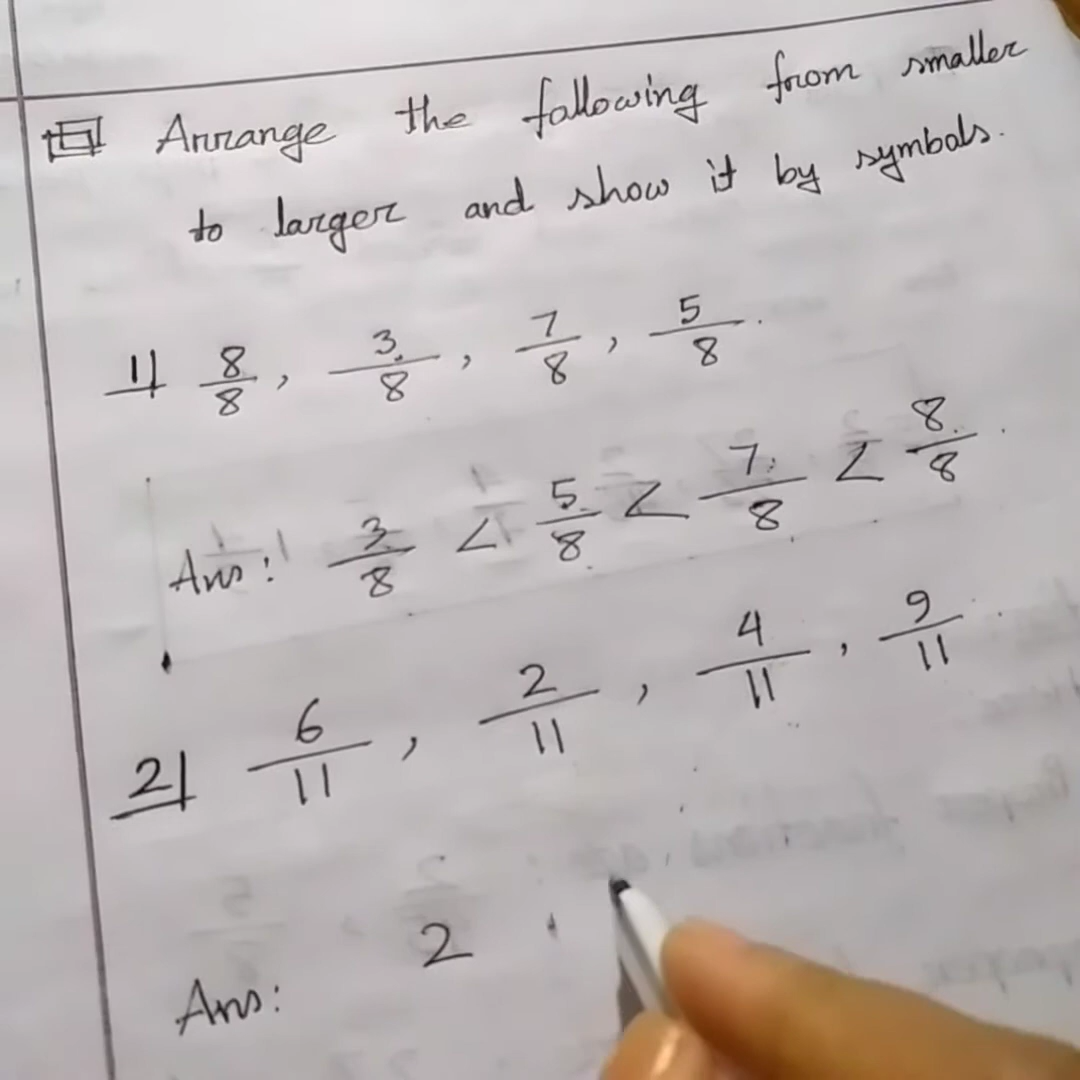 Arrange the following from smaller
to larger and show it by symbols.
1) 8/8, 3/8, 7/8, 5/8.
Ans: 3/8 < 5/8 < 7/8 < 8/8.
2) 6/11, 2/11, 4/11, 9/11.
Ans: 2